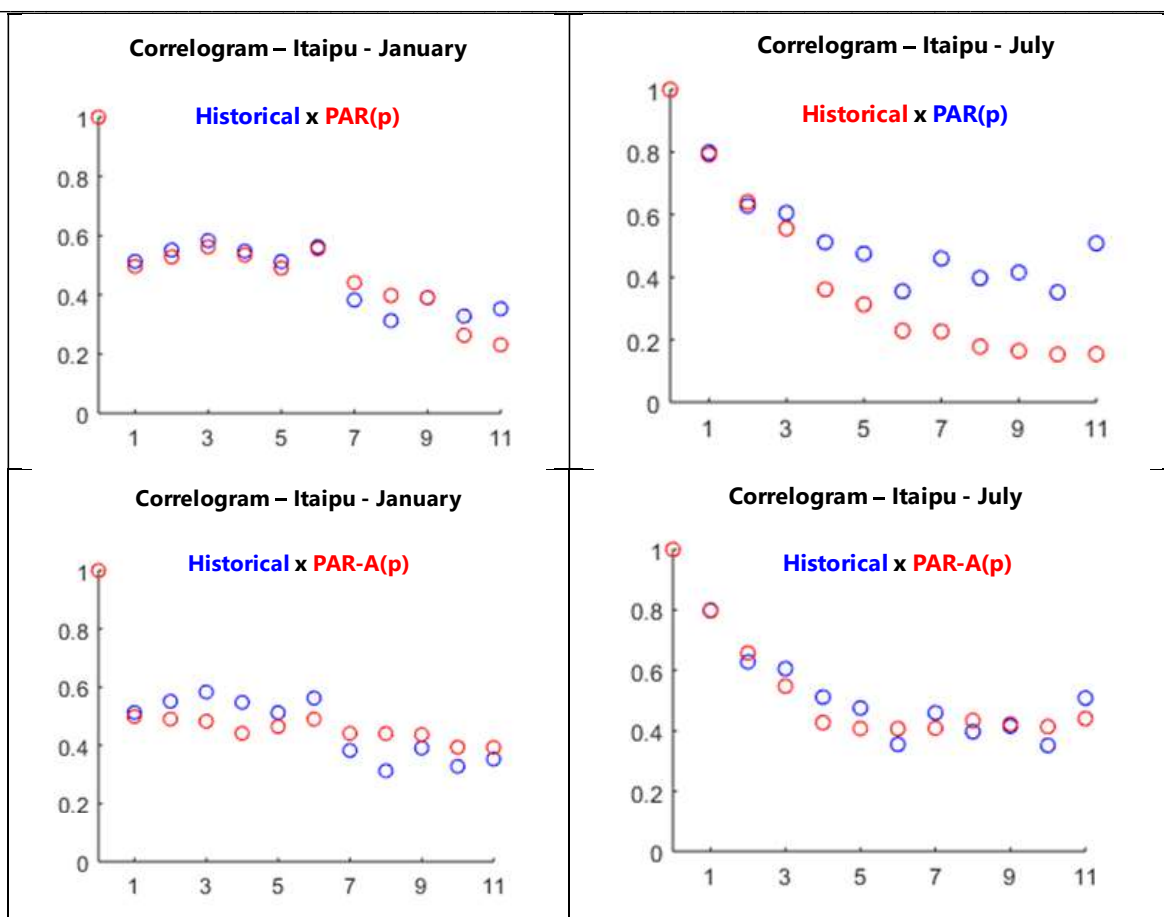 Correlogram – Itaipu - January
Historical x PAR(p)
1
0.8
0.6
0.4
0.2
0
1 3 5 7 9 11
Correlogram – Itaipu - July
Historical x PAR(p)
1
0.8
0.6
0.4
0.2
0
1 3 5 7 9 11
Correlogram – Itaipu - January
Historical x PAR-A(p)
1
0.8
0.6
0.4
0.2
0
1 3 5 7 9 11
Correlogram – Itaipu - July
Historical x PAR-A(p)
1
0.8
0.6
0.4
0.2
0
1 3 5 7 9 11